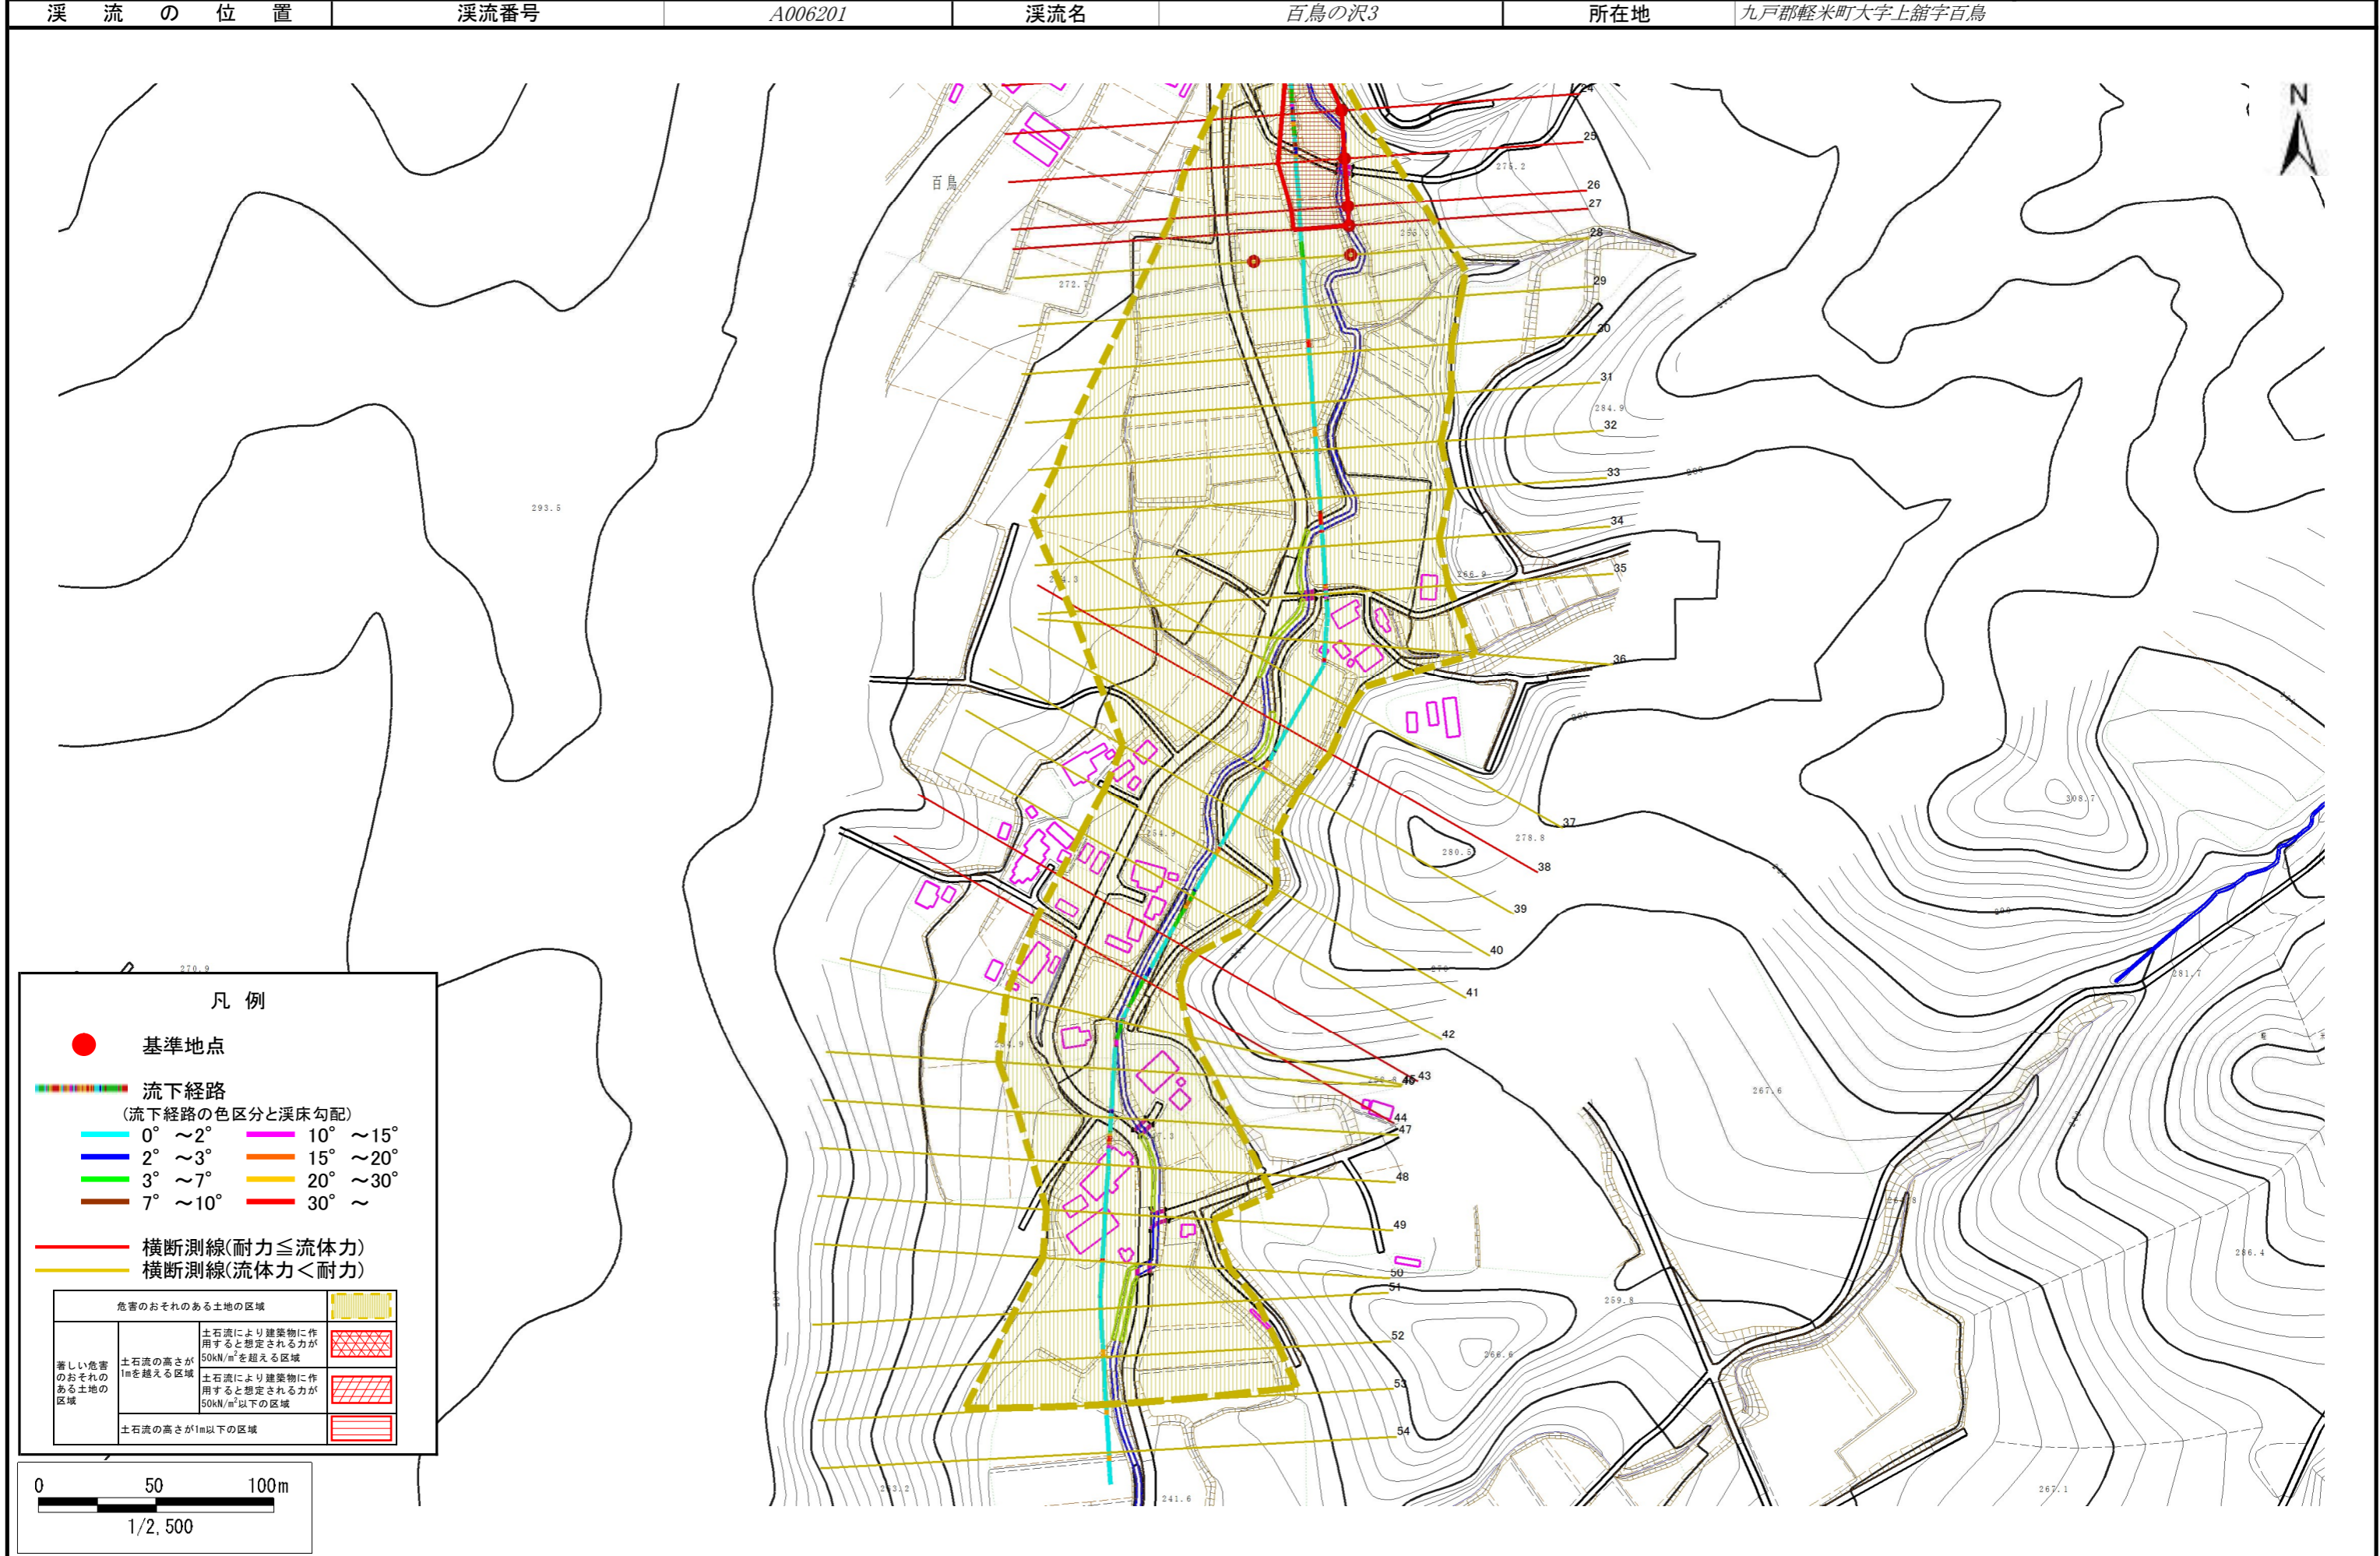 渓流の位置 渓流番号 A006201 渓流名 百鳥の沢3 所在地 九戸郡軽米町大字上舘字百鳥
N
24
25
275.2
百鳥
26
27
28
29
30
31
284.9
32
33
293.5
34
35
266.9
36
308.7
37
278.8
280.5
38
39
40
270.9
41
281.7
42
43
267.6
44
47
48
49
286.4
50
51
259.8
52
266.6
53
54
263.2
241.6
267.1
凡 例
基準地点
流下経路
(流下経路の色区分と渓床勾配)
0° ～2° 10° ～15°
2° ～3° 15° ～20°
3° ～7° 20° ～30°
7° ～10° 30° ～
横断測線(耐力≦流体力)
横断測線(流体力<耐力)
危害のおそれのある土地の区域
著しい危害
のおそれの
ある土地の
区域
土石流の高さが
1mを越える区域
土石流により建築物に作
用すると想定される力が
50kN/m²を超える区域
土石流により建築物に作
用すると想定される力が
50kN/m²以下の区域
土石流の高さが1m以下の区域
0 50 100m
1/2,500